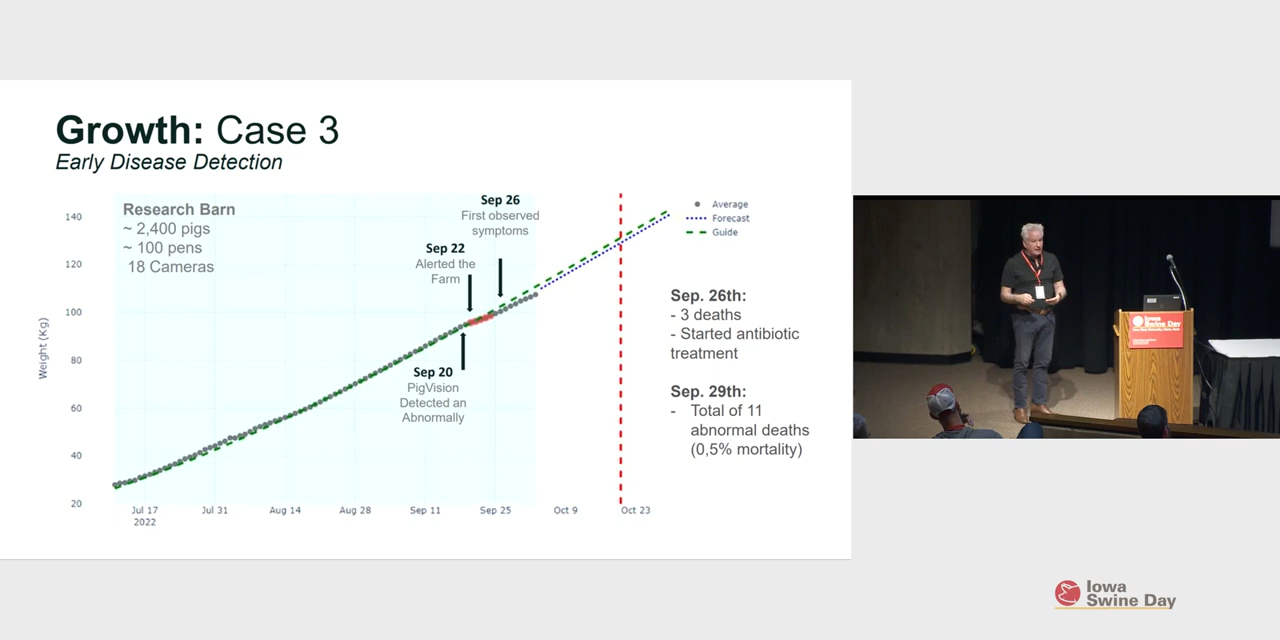 Growth: Case 3
Early Disease Detection
Research Barn
~ 2,400 pigs
~ 100 pens
18 Cameras
Sep 26
First observed
symptoms
Sep 22
Alerted the
Farm
Sep 20
PigVision
Detected an
Abnormally
Weight (Kg)
140
120
100
80
60
40
20
Jul 17
2022
Jul 31
Aug 14
Aug 28
Sep 11
Sep 25
Oct 9
Oct 23
Average
Forecast
Guide
Sep. 26th:
- 3 deaths
- Started antibiotic
treatment
Sep. 29th:
- Total of 11
abnormal deaths
(0,5% mortality)
Iowa
Swine Day
Iowa
Swine Day